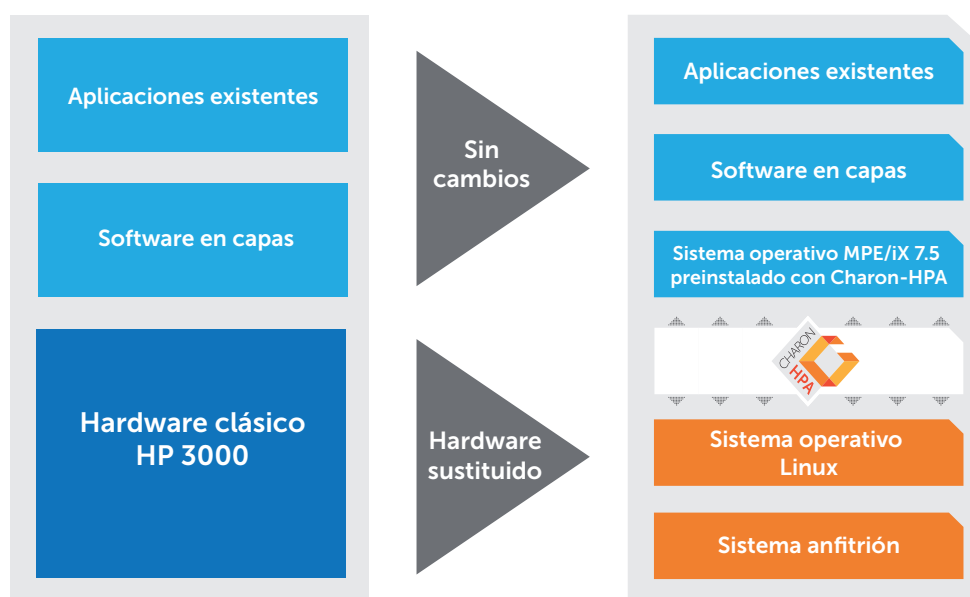 Aplicaciones existentes
Software en capas
Hardware clásico
HP 3000
Sin
cambios
Hardware
sustituido
Aplicaciones existentes
Software en capas
Sistema operativo MPE/iX 7.5
preinstalado con Charon-HPA
CHARON
HPA
Sistema operativo
Linux
Sistema anfitrión